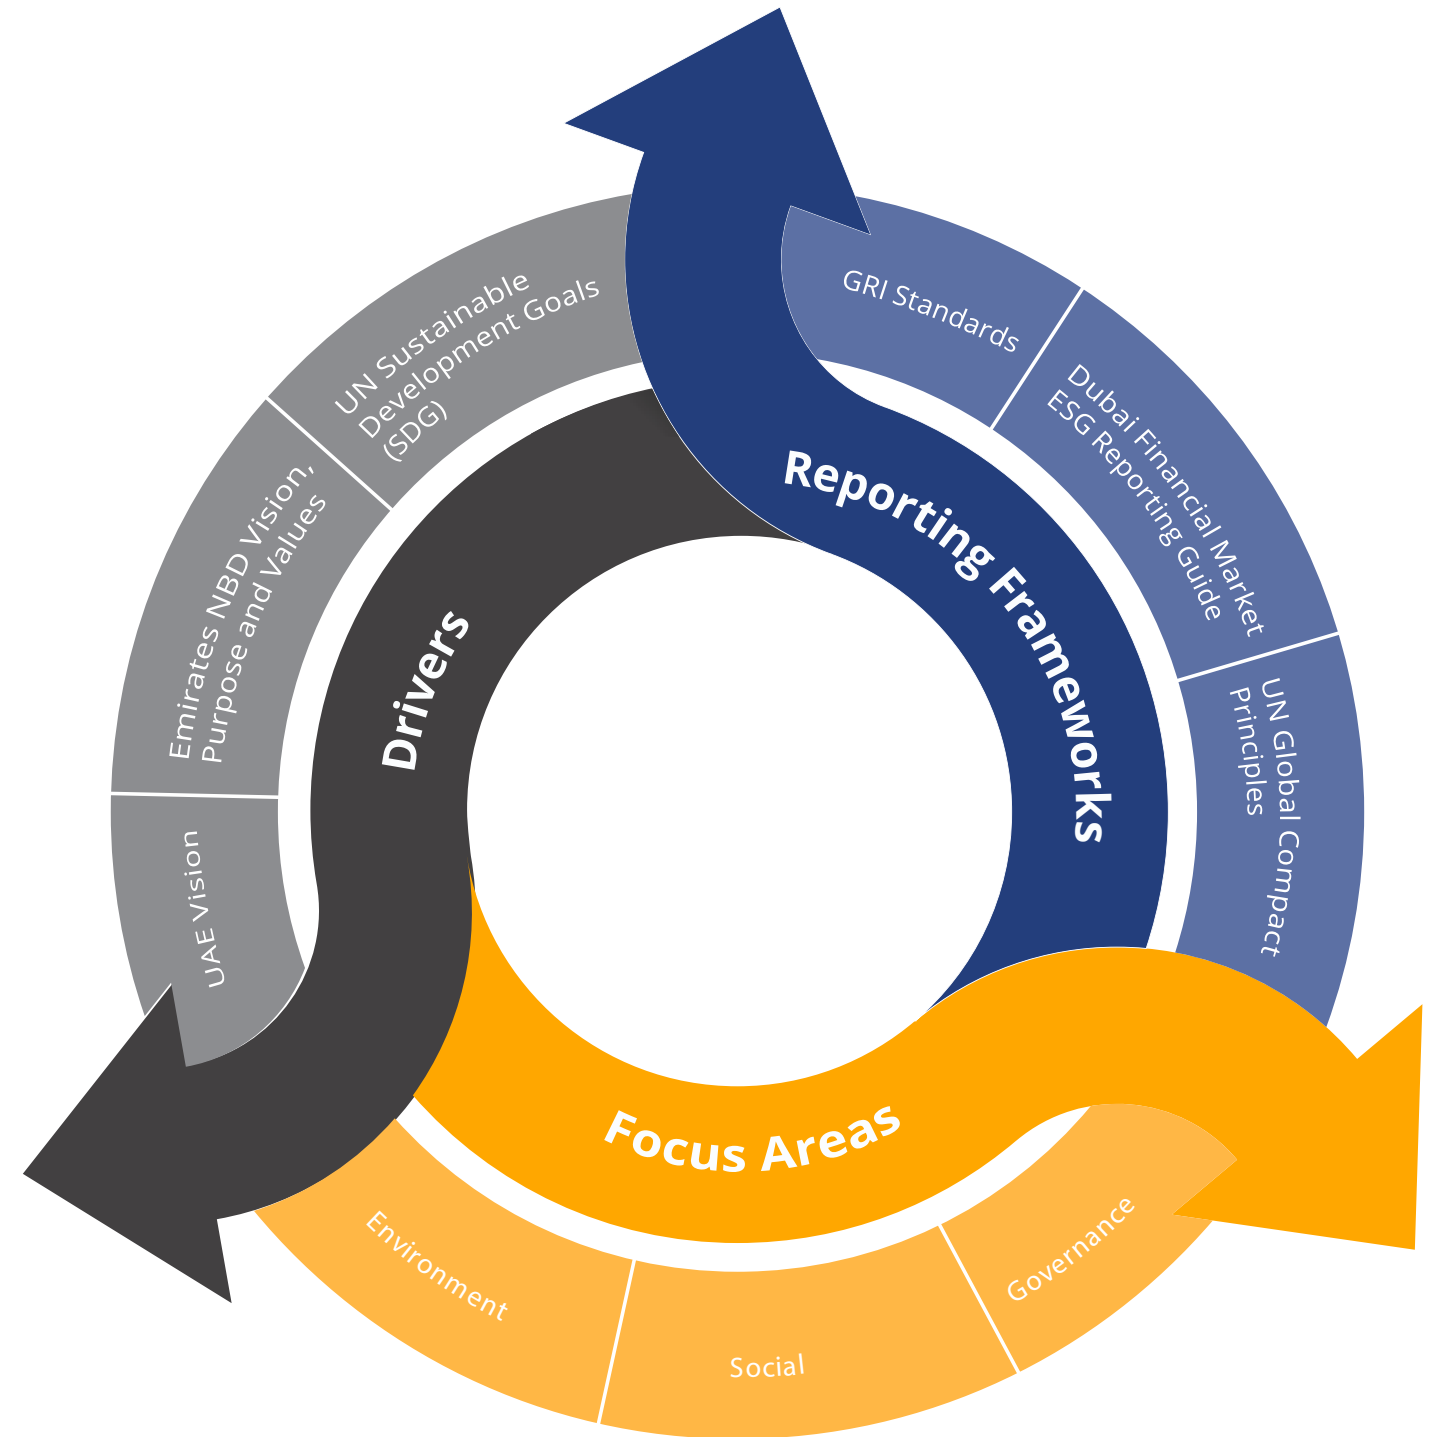 Reporting Frameworks
GRI Standards
Dubai Financial Market
ESG Reporting Guide
UN Global Compact
Principles
Focus Areas
Governance
Social
Environment
Drivers
UAE Vision
Emirates NBD Vision,
Purpose and Values
UN Sustainable
Development Goals
(SDG)